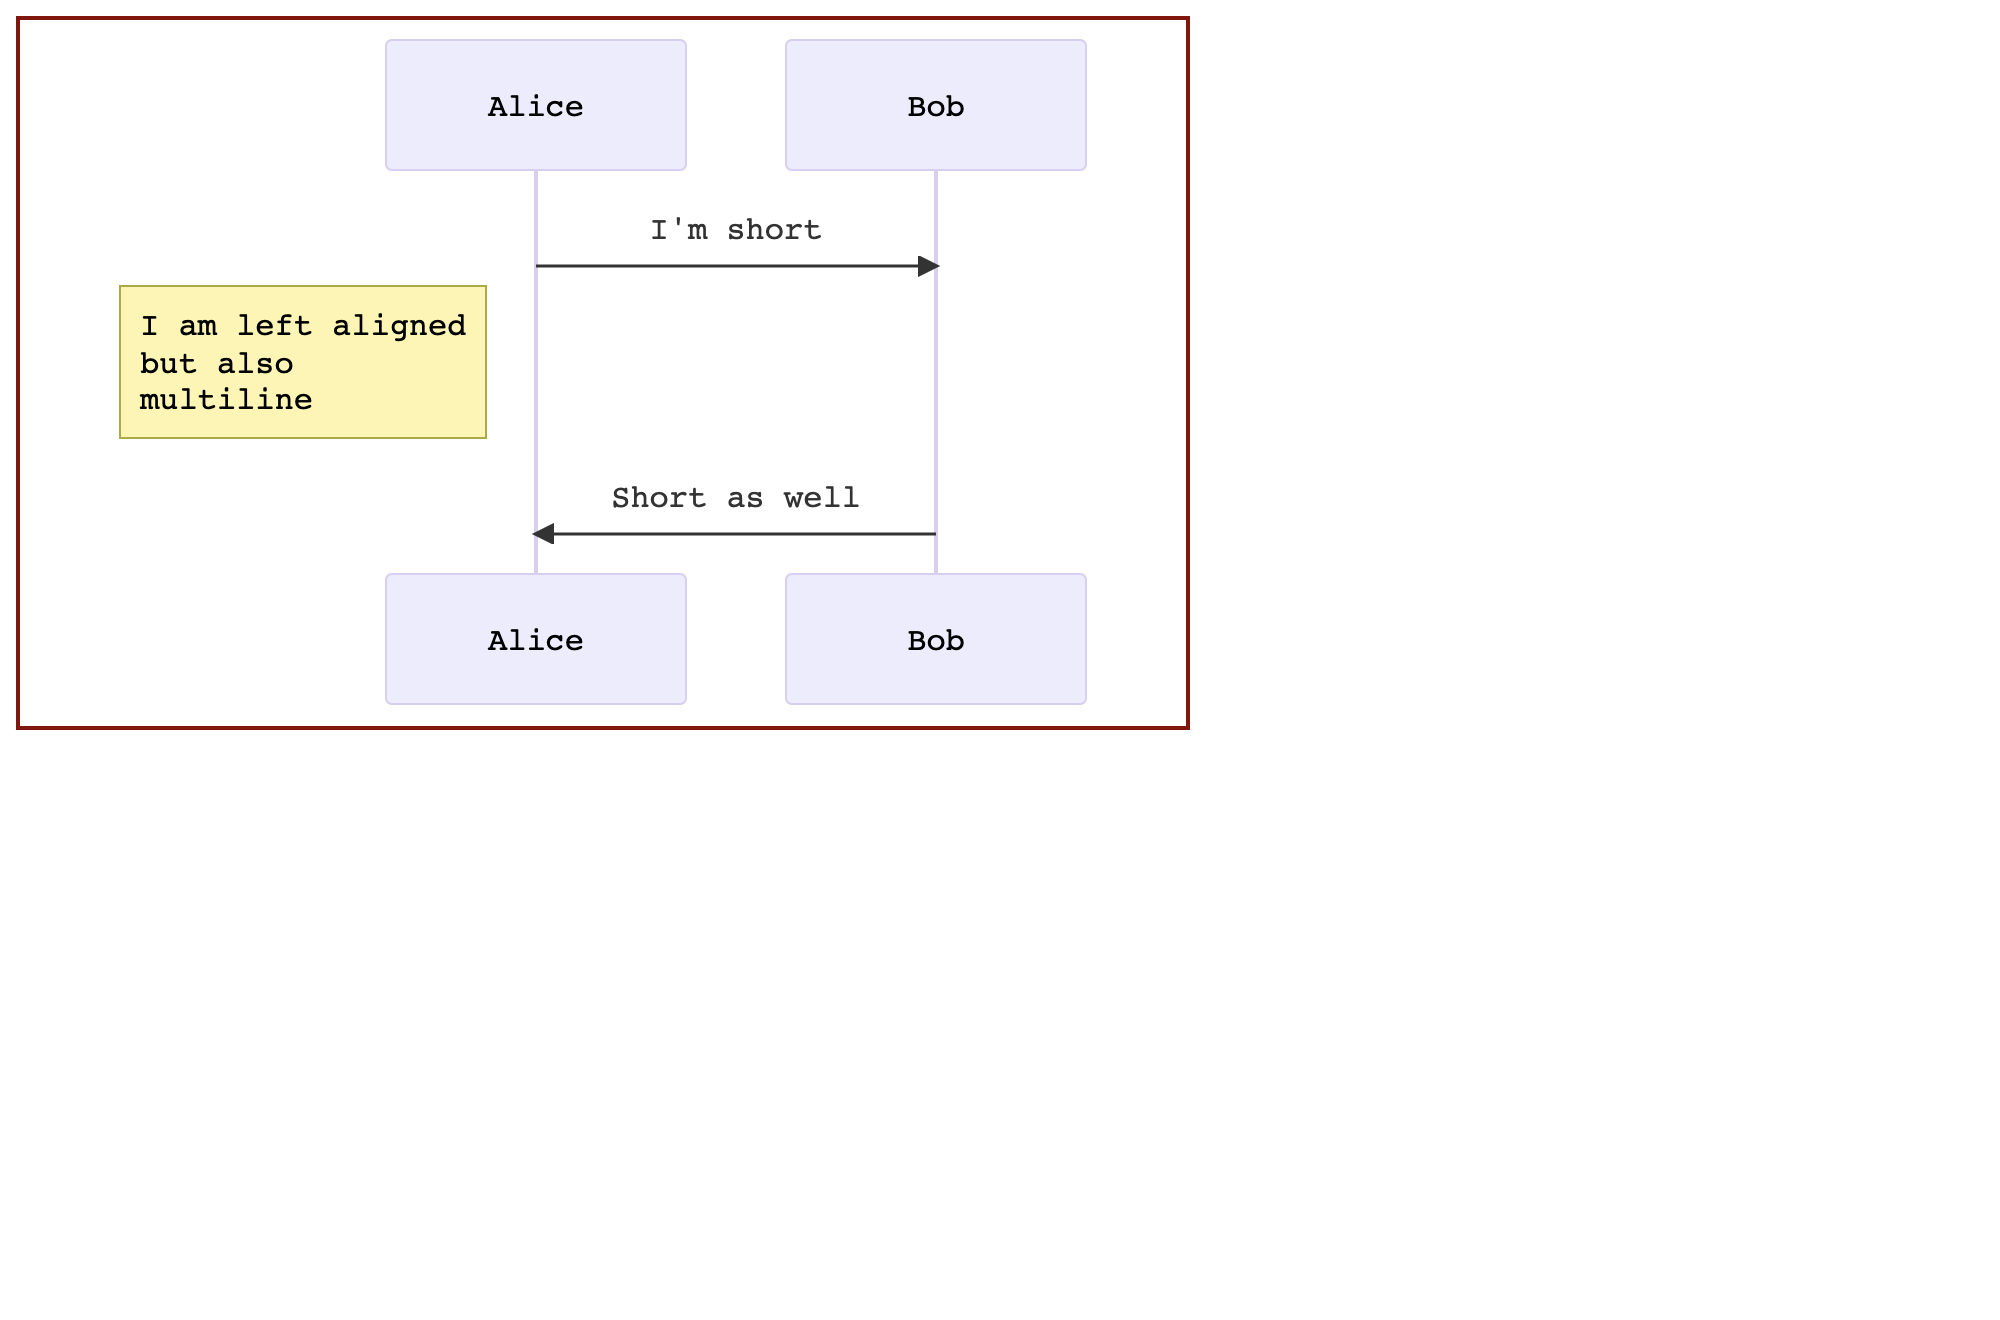 Alice
Bob
I'm short
I am left aligned
but also
multiline
Short as well
Alice
Bob